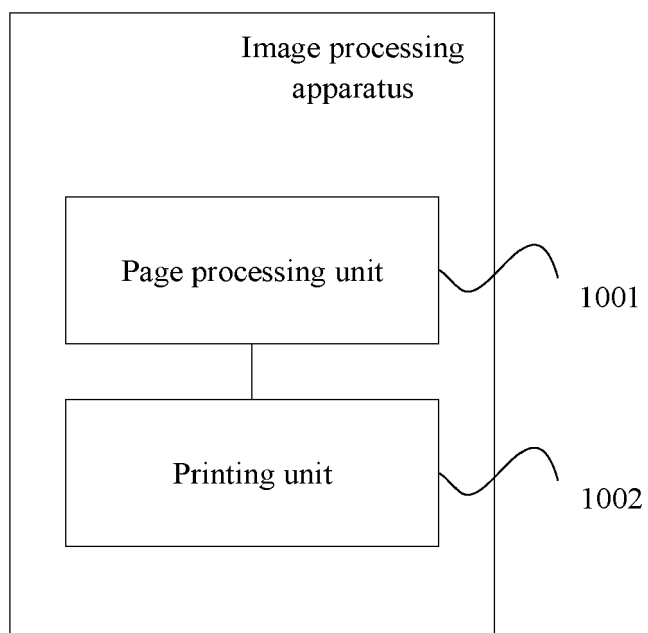 Image processing
apparatus
Page processing unit
1001
Printing unit
1002